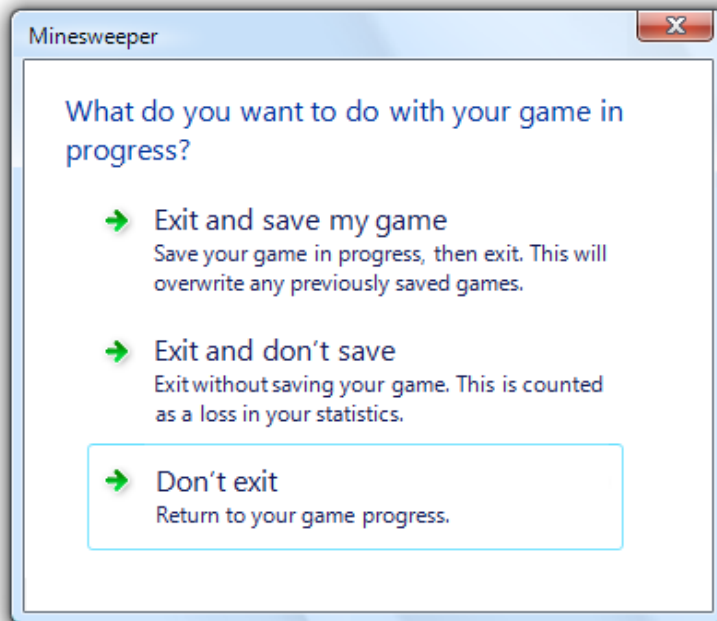 Minesweeper
What do you want to do with your game in
progress?
Exit and save my game
Save your game in progress, then exit. This will
overwrite any previously saved games.
Exit and don't save
Exit without saving your game. This is counted
as a loss in your statistics.
Don't exit
Return to your game progress.